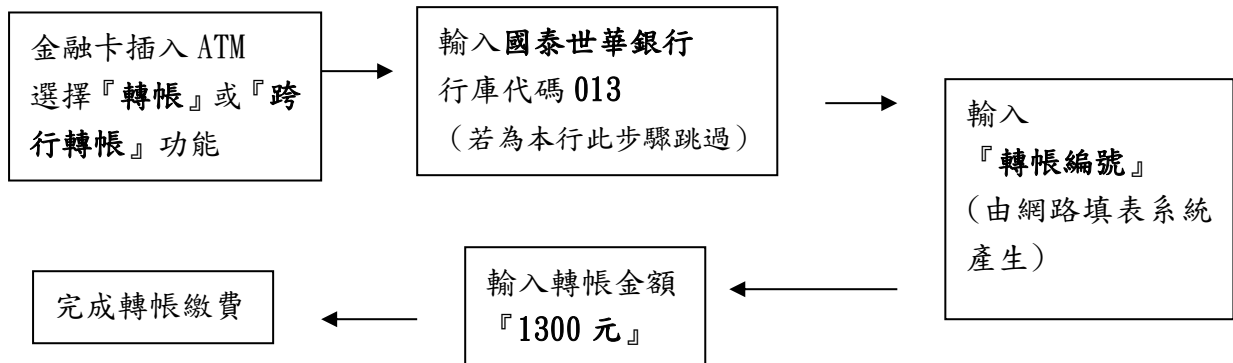 金融卡插入 ATM
選擇『轉帳』或『跨
行轉帳』功能
輸入國泰世華銀行
行庫代碼 013
（若為本行此步驟跳過）
輸入
『轉帳編號』
（由網路填表系統
產生）
輸入轉帳金額
『1300 元』
完成轉帳繳費